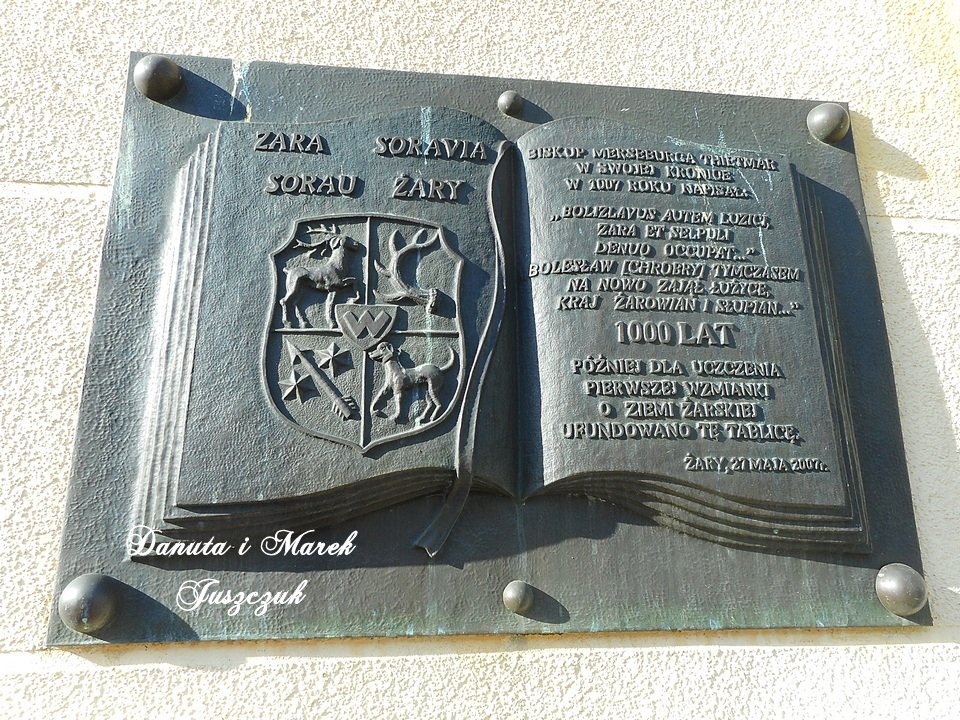 ZARA SORAVIA
SORAU ŻARY
W
BISKUP MERSEBURGA THIETMAR
W SWOJEJ KRONICE
W 1007 ROKU NAPISAŁ:
„BOLIZLAVUS AUTEM LUZICI,
ZARA ET SELPULI
DENUO OCCUPAT..."
BOLESŁAW [CHROBRY] TYMCZASEM
NA NOWO ZAJĄŁ ŁUŻYCE,
KRAJ ŻAROWIAN I SŁUPIAN..."
1000 LAT
PÓŹNIEJ DLA UCZCZENIA
PIERWSZEJ WZMIANKI
O ZIEMI ŻARSKIEJ
UFUNDOWANO TĘ TABLICĘ.
ŻARY, 27 MAJA 2007r.
Danuta i Marek
Juszczuk